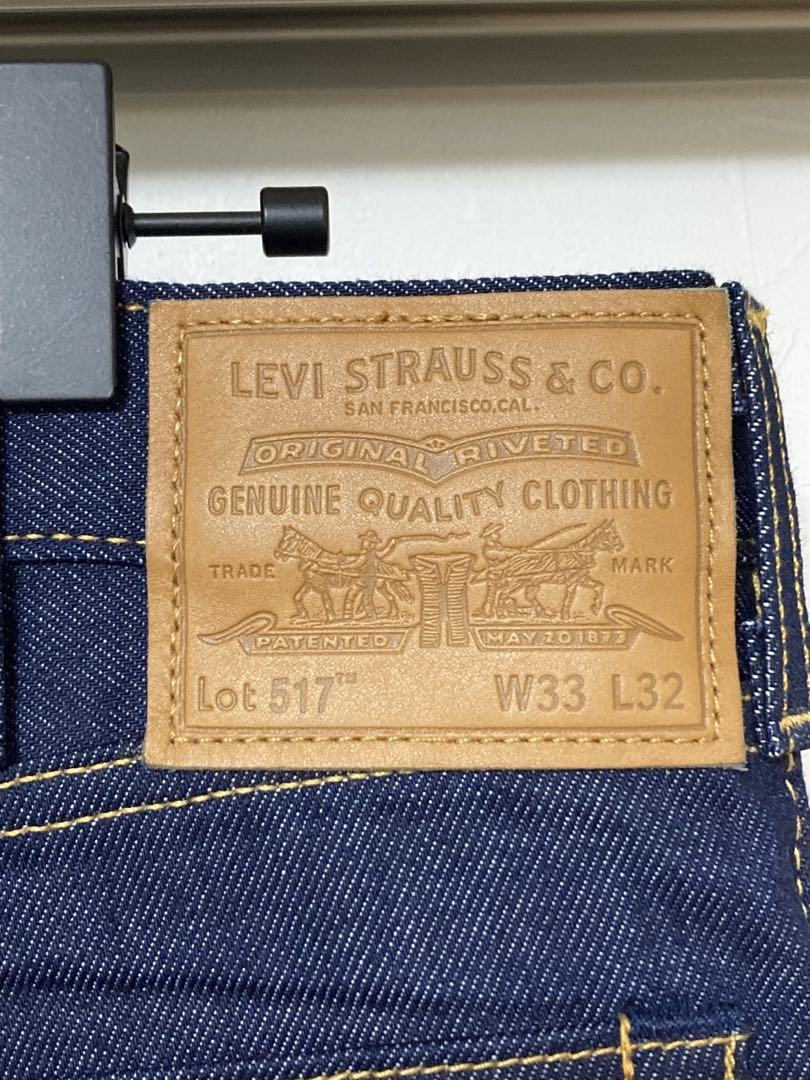 LEVI STRAUSS & CO.
SAN FRANCISCO, CAL.
ORIGINAL RIVETED
GENUINE QUALITY CLOTHING
TRADE MARK
PATENTED MAY 20 1873
Lot 517™ W33 L32